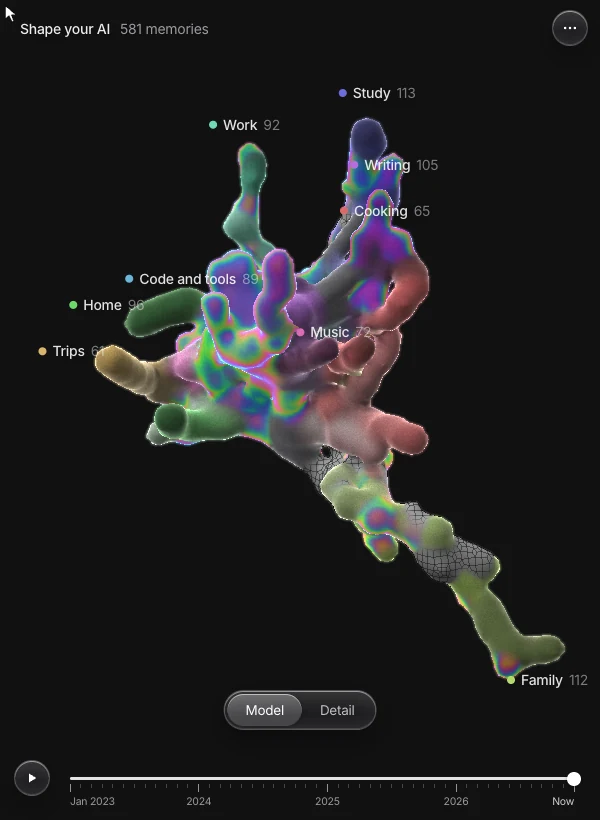 Shape your AI 581 memories
Study 113
Work 92
Writing 105
Cooking 65
Code and tools 89
Home 96
Music 72
Trips
Family 112
Model Detail
Jan 2023 2024 2025 2026 Now